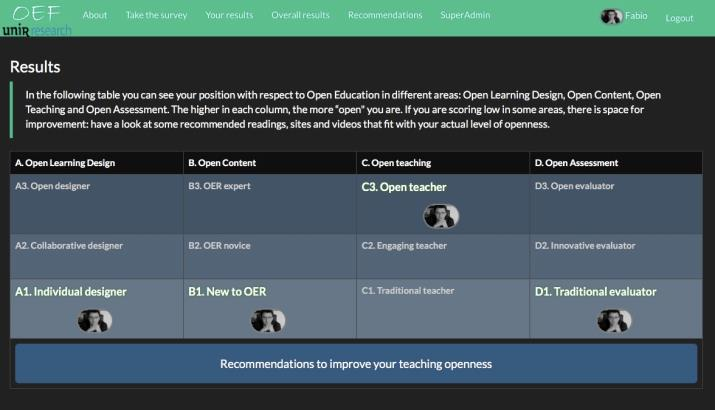 OEF
uniR research
About
Take the survey
Your results
Overall results
Recommendations
SuperAdmin
Fabio
Logout
Results
In the following table you can see your position with respect to Open Education in different areas: Open Learning Design, Open Content, Open
Teaching and Open Assessment. The higher in each column, the more "open" you are. If you are scoring low in some areas, there is space for
improvement: have a look at some recommended readings, sites and videos that fit with your actual level of openness.
A. Open Learning Design
B. Open Content
C. Open teaching
D. Open Assessment
A3. Open designer
B3. OER expert
C3. Open teacher
D3. Open evaluator
A2. Collaborative designer
B2. OER novice
C2. Engaging teacher
D2. Innovative evaluator
A1. Individual designer
B1. New to OER
C1. Traditional teacher
D1. Traditional evaluator
Recommendations to improve your teaching openness